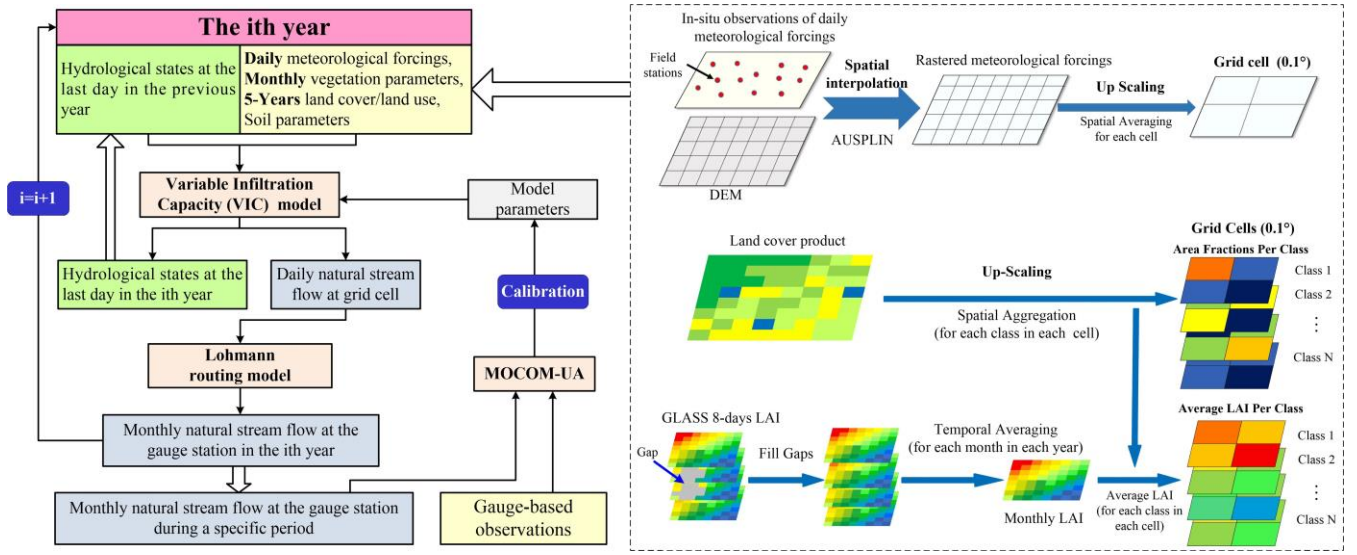 The ith year
Hydrological states at the
last day in the previous
year
Daily meteorological forcings,
Monthly vegetation parameters,
5-Years land cover/land use,
Soil parameters
i=i+1
Variable Infiltration
Capacity (VIC) model
Model
parameters
Hydrological states at the
last day in the ith year
Daily natural stream
flow at grid cell
Calibration
Lohmann
routing model
MOCOM-UA
Monthly natural stream flow at the
gauge station in the ith year
Monthly natural stream flow at the gauge station
during a specific period
Gauge-based
observations
In-situ observations of daily
meteorological forcings
Field
stations
DEM
Spatial
interpolation
AUSPLIN
Rastered meteorological forcings
Up Scaling
Spatial Averaging
for each cell
Grid cell (0.1°)
Land cover product
Up-Scaling
Spatial Aggregation
(for each class in each cell)
Grid Cells (0.1°)
Area Fractions Per Class
Class 1
Class 2
⋮
Class N
GLASS 8-days LAI
Gap
Fill Gaps
Temporal Averaging
(for each month in each year)
Monthly LAI
Average LAI
(for each class in
each cell)
Average LAI Per Class
Class 1
Class 2
⋮
Class N